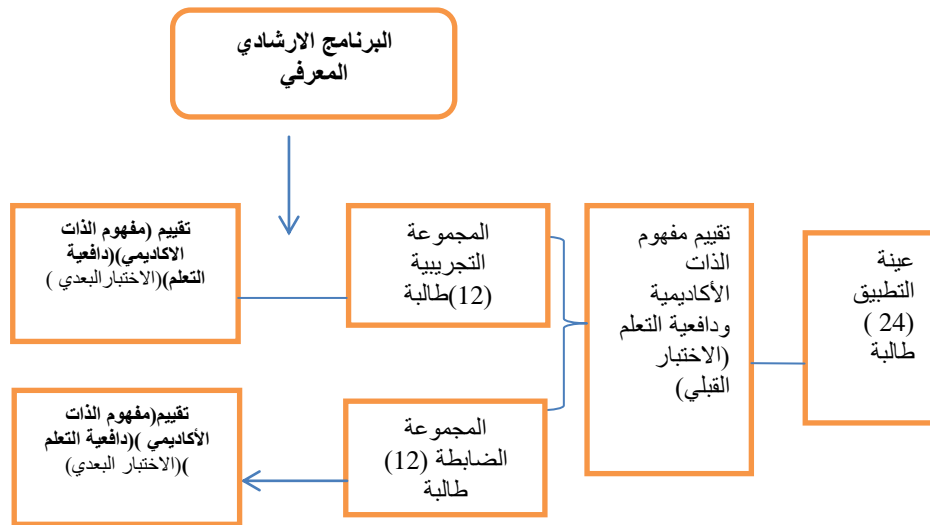 البرنامج الارشادي
المعرفي
عينة
التطبيق
(24 )
طالبة
تقييم مفهوم
الذات
الأكاديمية
ودافعية التعلم
(الاختبار
القبلي)
المجموعة
التجريبية
(12)طالبة
تقييم (مفهوم الذات
الاكاديمي)(دافعية
التعلم)(الاختبارالبعدي )
المجموعة
الضابطة (12)
طالبة
تقييم(مفهوم الذات
الأكاديمي )(دافعية التعلم
)(الاختبار البعدي)